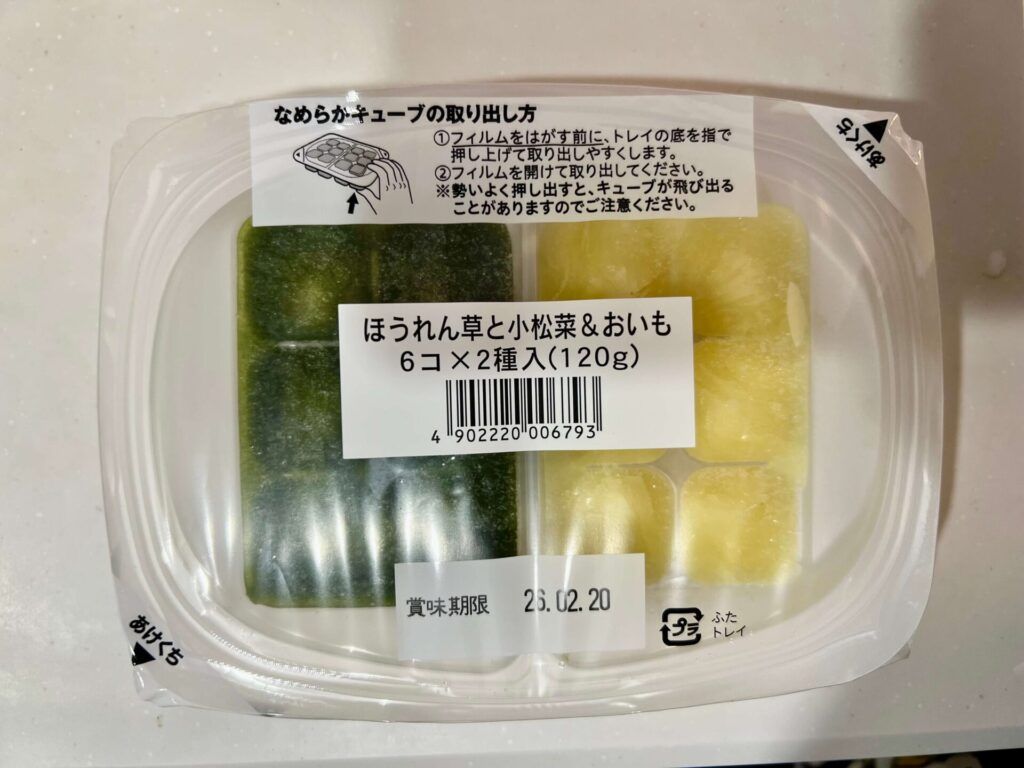 なめらかキューブの取り出し方
①フィルムをはがす前に、トレイの底を指で
押し上げて取り出しやすくします。
②フィルムを開けて取り出してください。
※勢いよく押し出すと、キューブが飛び出る
ことがありますのでご注意ください。
あけくち
ほうれん草と小松菜&おいも
6コ×2種入(120g)
4 902220 006793
賞味期限 26.02.20
プラ
ふた
トレイ
あけくち